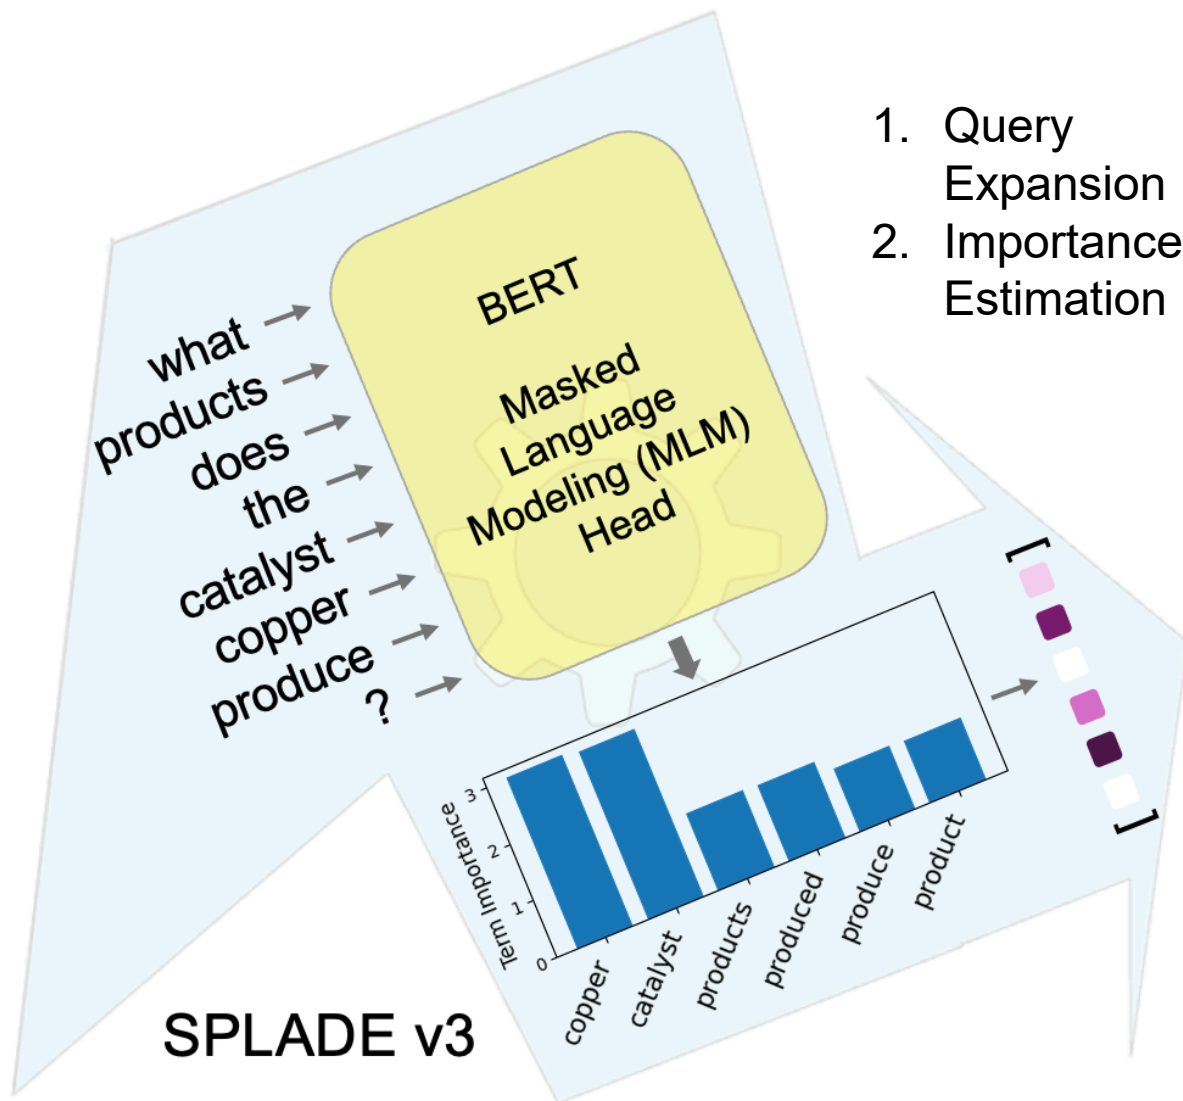 1. Query
Expansion
2. Importance
Estimation
what
products
does
the
catalyst
copper
produce
?
BERT
Masked
Language
Modeling (MLM)
Head
Term Importance
3
2
1
0
copper
catalyst
products
produced
produce
product
[
]
SPLADE v3